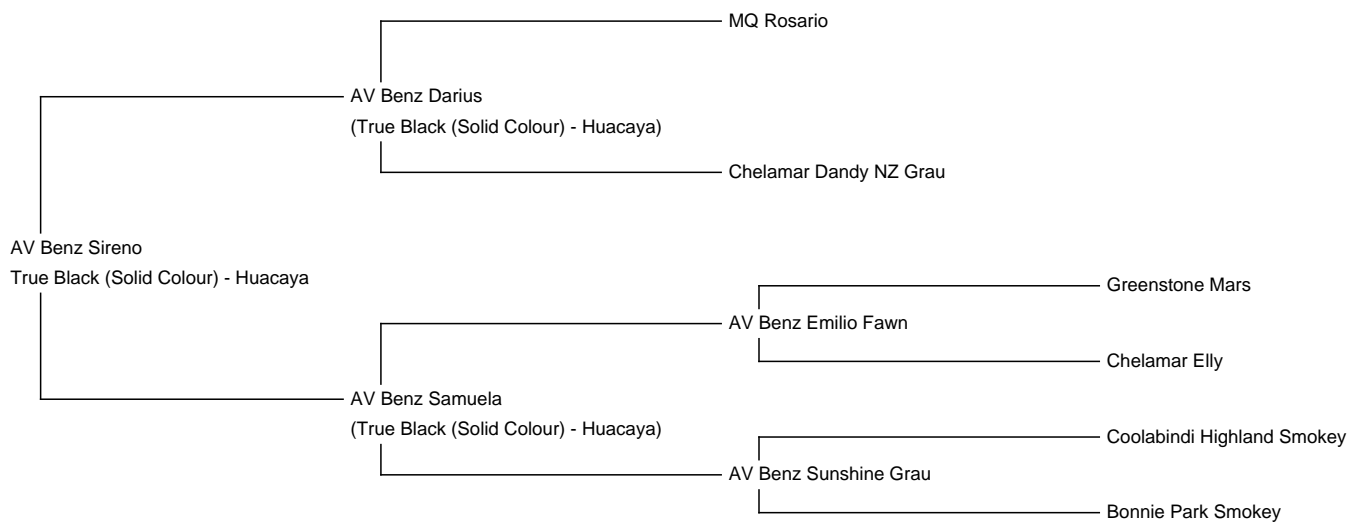 MQ Rosario
AV Benz Darius
(True Black (Solid Colour) - Huacaya)
Chelamar Dandy NZ Grau
AV Benz Sireno
True Black (Solid Colour) - Huacaya
Greenstone Mars
AV Benz Emilio Fawn
Chelamar Elly
AV Benz Samuela
(True Black (Solid Colour) - Huacaya)
Coolabindi Highland Smokey
AV Benz Sunshine Grau
Bonnie Park Smokey